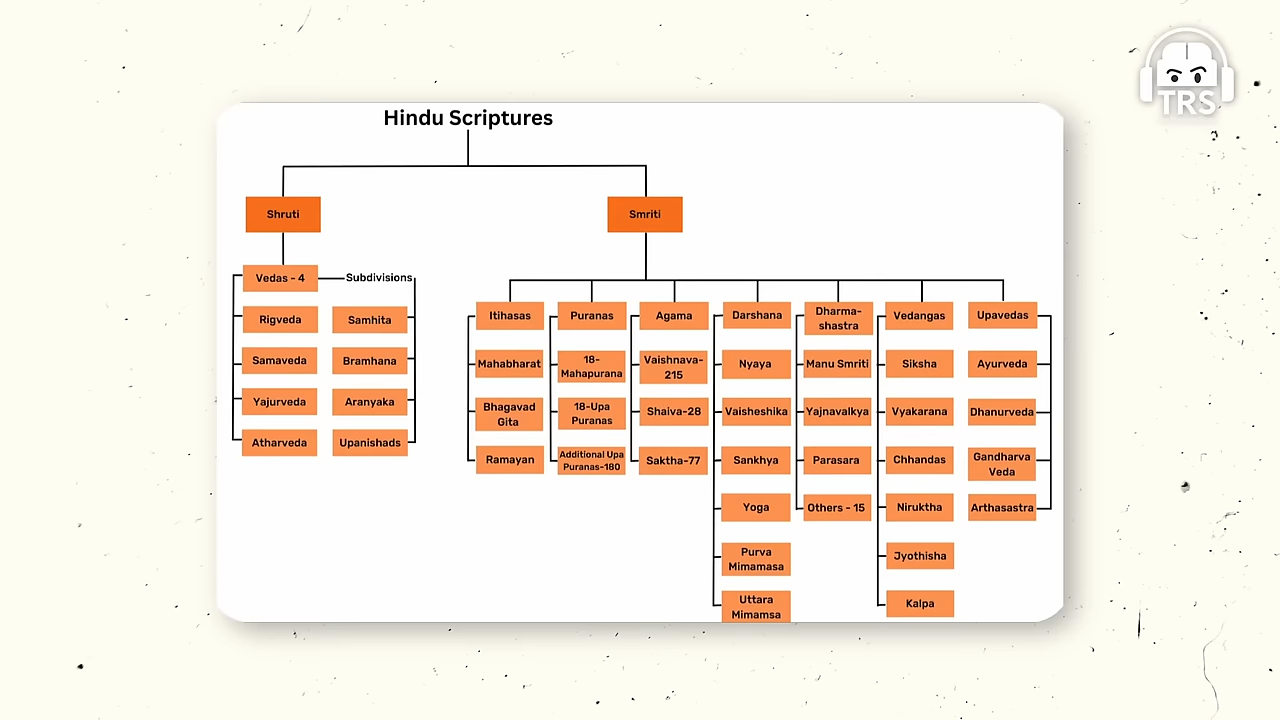 TRS
Hindu Scriptures
Shruti
Smriti
Vedas - 4
Subdivisions
Rigveda
Samaveda
Yajurveda
Atharveda
Samhita
Bramhana
Aranyaka
Upanishads
Itihasas
Mahabharat
Bhagavad
Gita
Ramayan
Puranas
18-
Mahapurana
18-Upa
Puranas
Additional Upa
Puranas-180
Agama
Vaishnava-
215
Shaiva-28
Saktha-77
Darshana
Nyaya
Vaisheshika
Sankhya
Yoga
Purva
Mimamasa
Uttara
Mimamsa
Dharma-
shastra
Manu Smriti
Yajnavalkya
Parasara
Others - 15
Vedangas
Siksha
Vyakarana
Chhandas
Niruktha
Jyothisha
Kalpa
Upavedas
Ayurveda
Dhanurveda
Gandharva
Veda
Arthasastra